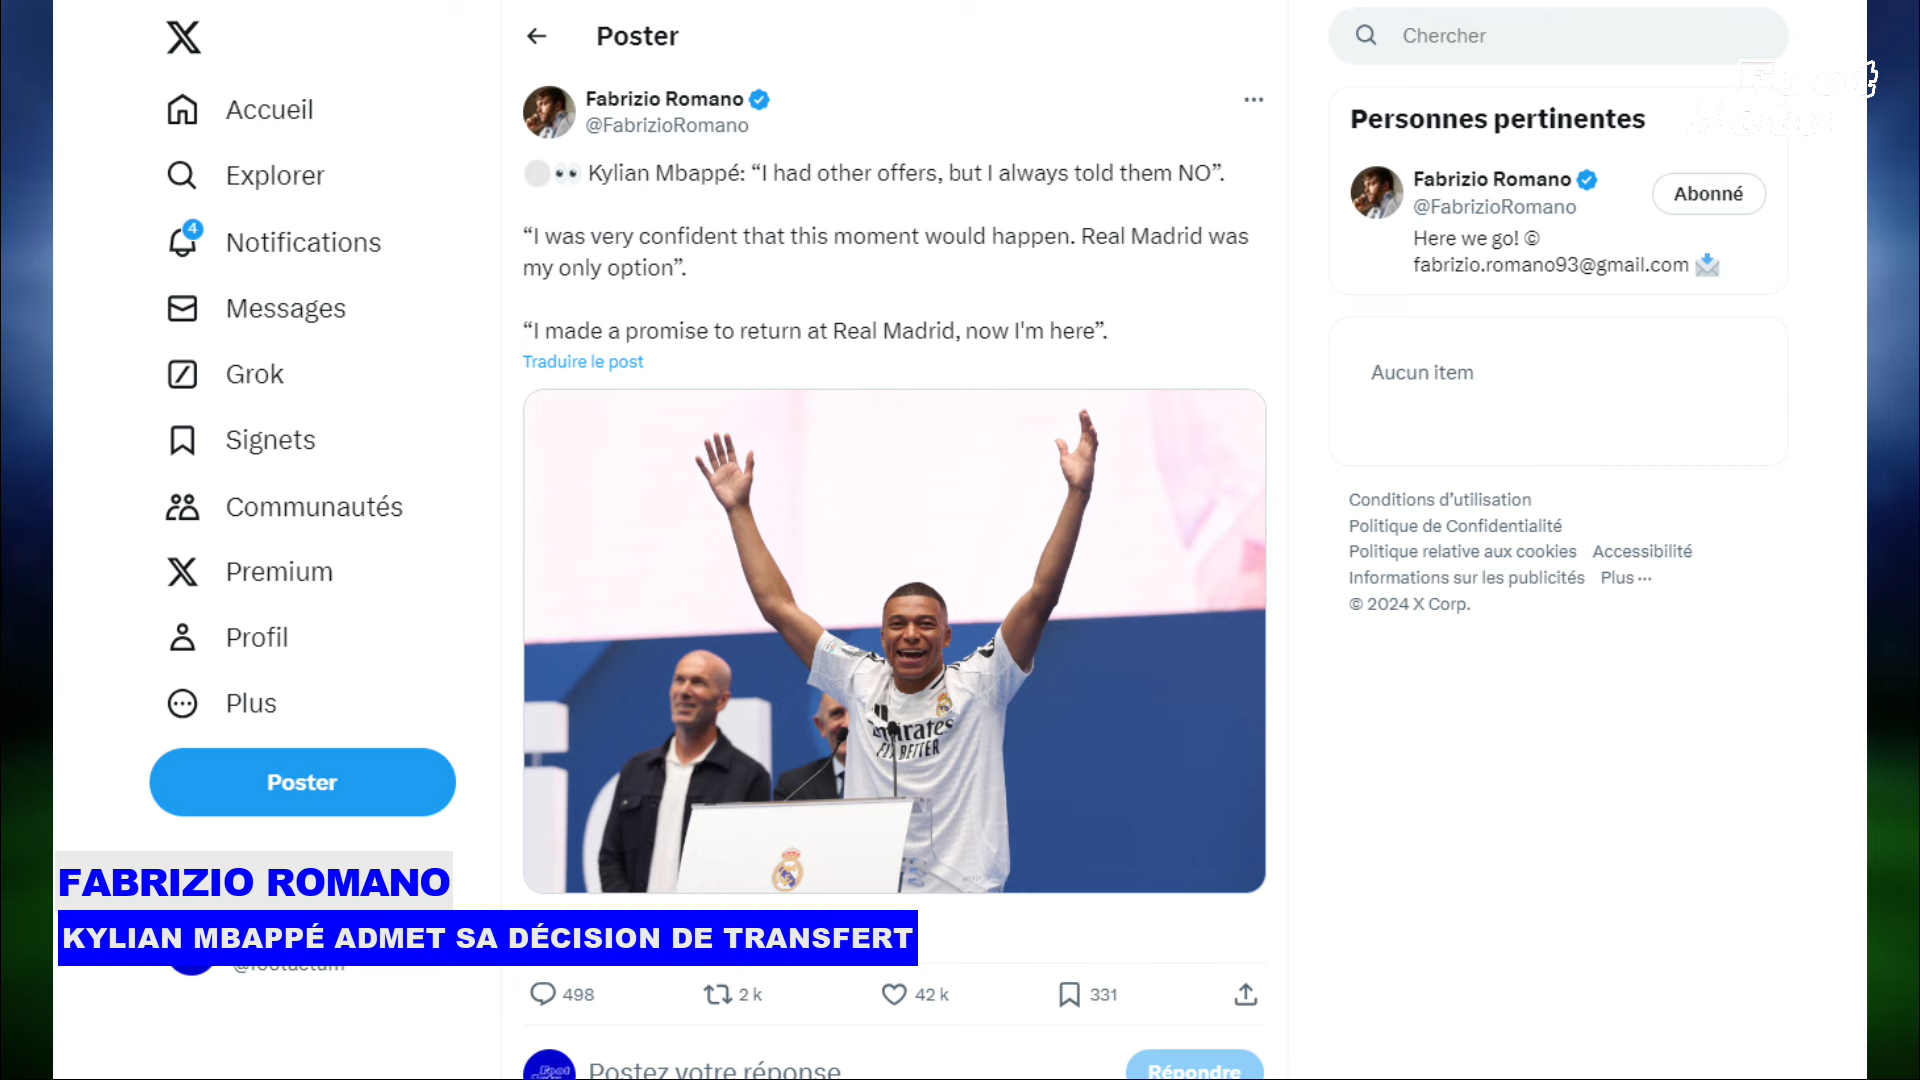 Accueil
Explorer
4
Notifications
Messages
Grok
Signets
Communautés
Premium
Profil
Plus
Poster
FABRIZIO ROMANO
KYLIAN MBAPPÉ ADMET SA DÉCISION DE TRANSFERT
@footactum
Poster
Fabrizio Romano
@FabrizioRomano
Kylian Mbappé: “I had other offers, but I always told them NO”.
“I was very confident that this moment would happen. Real Madrid was
my only option”.
“I made a promise to return at Real Madrid, now I'm here”.
Traduire le post
Emirates
FLY BETTER
498
2 k
42 k
331
Postez votre réponse
Répondre
Chercher
Personnes pertinentes
Fabrizio Romano
@FabrizioRomano
Abonné
Here we go! ©
fabrizio.romano93@gmail.com
Aucun item
Conditions d’utilisation
Politique de Confidentialité
Politique relative aux cookies Accessibilité
Informations sur les publicités Plus ···
© 2024 X Corp.